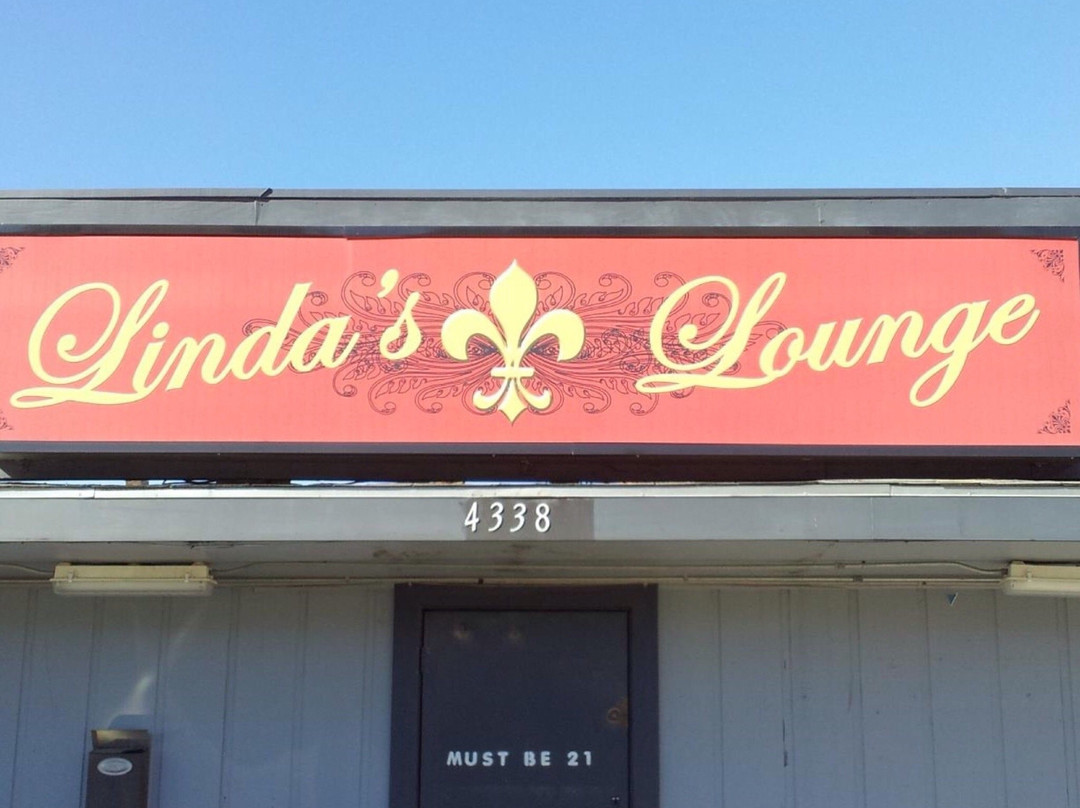 Linda's Lounge
4338
MUST BE 21